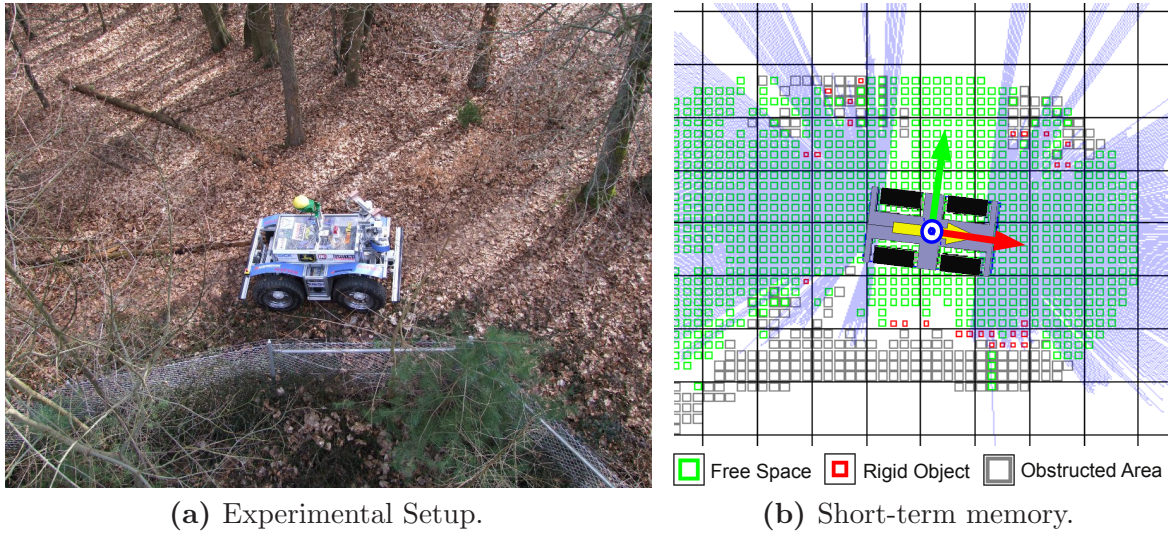 Free Space
Rigid Object
Obstructed Area
(a) Experimental Setup.
(b) Short-term memory.